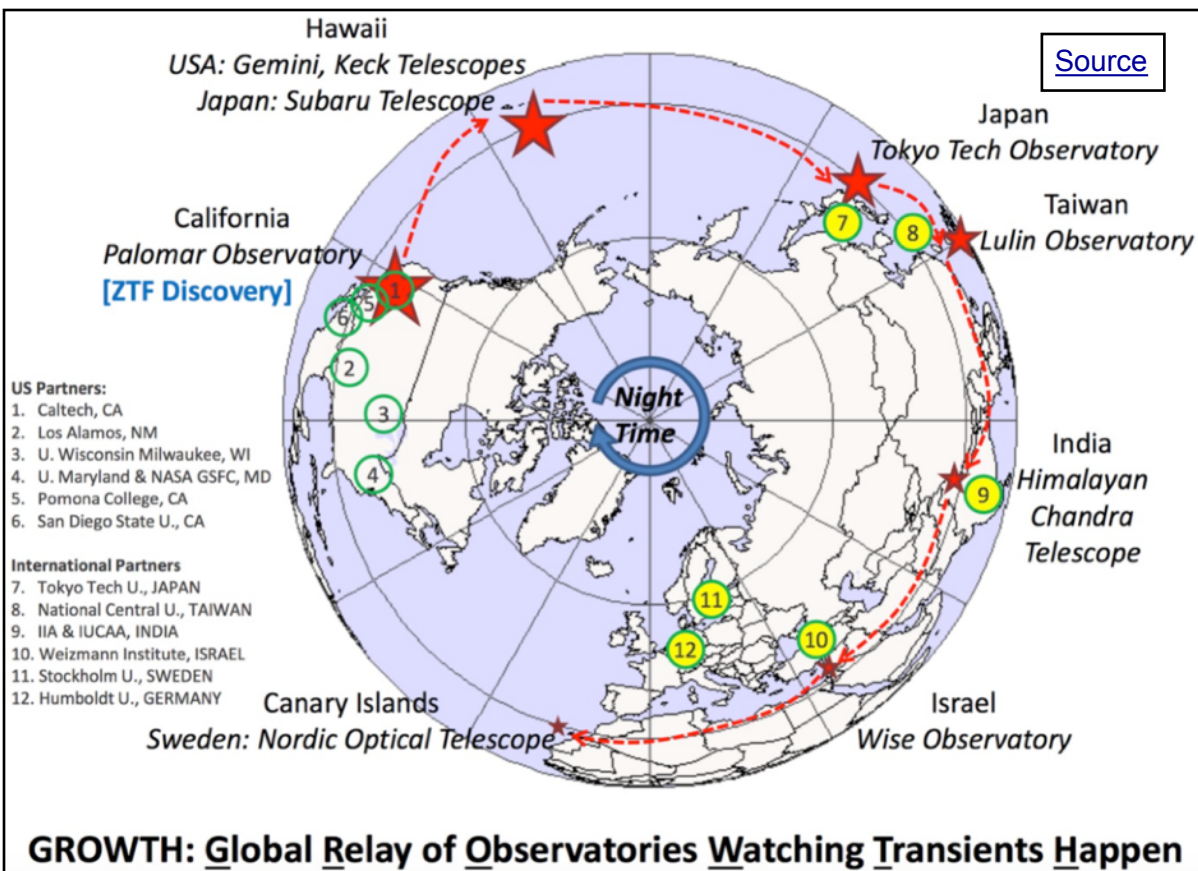 Hawaii
USA: Gemini, Keck Telescopes
Japan: Subaru Telescope
Source
Japan
Tokyo Tech Observatory
Taiwan
Lulin Observatory
California
Palomar Observatory
[ZTF Discovery]
7
8
1
5
6
2
3
4
Night
Time
India
Himalayan
Chandra
Telescope
9
11
12
10
US Partners:
1. Caltech, CA
2. Los Alamos, NM
3. U. Wisconsin Milwaukee, WI
4. U. Maryland & NASA GSFC, MD
5. Pomona College, CA
6. San Diego State U., CA
International Partners
7. Tokyo Tech U., JAPAN
8. National Central U., TAIWAN
9. IIA & IUCAA, INDIA
10. Weizmann Institute, ISRAEL
11. Stockholm U., SWEDEN
12. Humboldt U., GERMANY
Canary Islands
Sweden: Nordic Optical Telescope
Israel
Wise Observatory
GROWTH: Global Relay of Observatories Watching Transients Happen